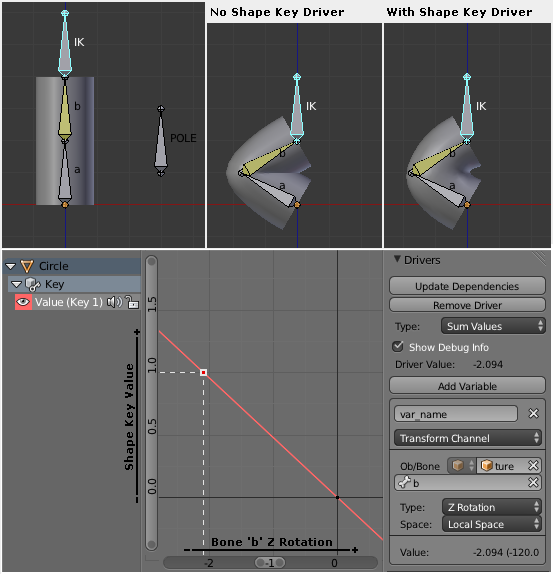 No Shape Key Driver
With Shape Key Driver
IK
b
POLE
a
IK
b
a
IK
b
a
Circle
Key
Value (Key 1)
Shape Key Value
1.5
1.0
0.5
0.0
Bone 'b' Z Rotation
-2
-1
0
Drivers
Update Dependencies
Remove Driver
Type: Sum Values
Show Debug Info
Driver Value: -2.094
Add Variable
var_name
Transform Channel
Ob/Bone ture
b
Type: Z Rotation
Space: Local Space
Value: -2.094 (-120.0